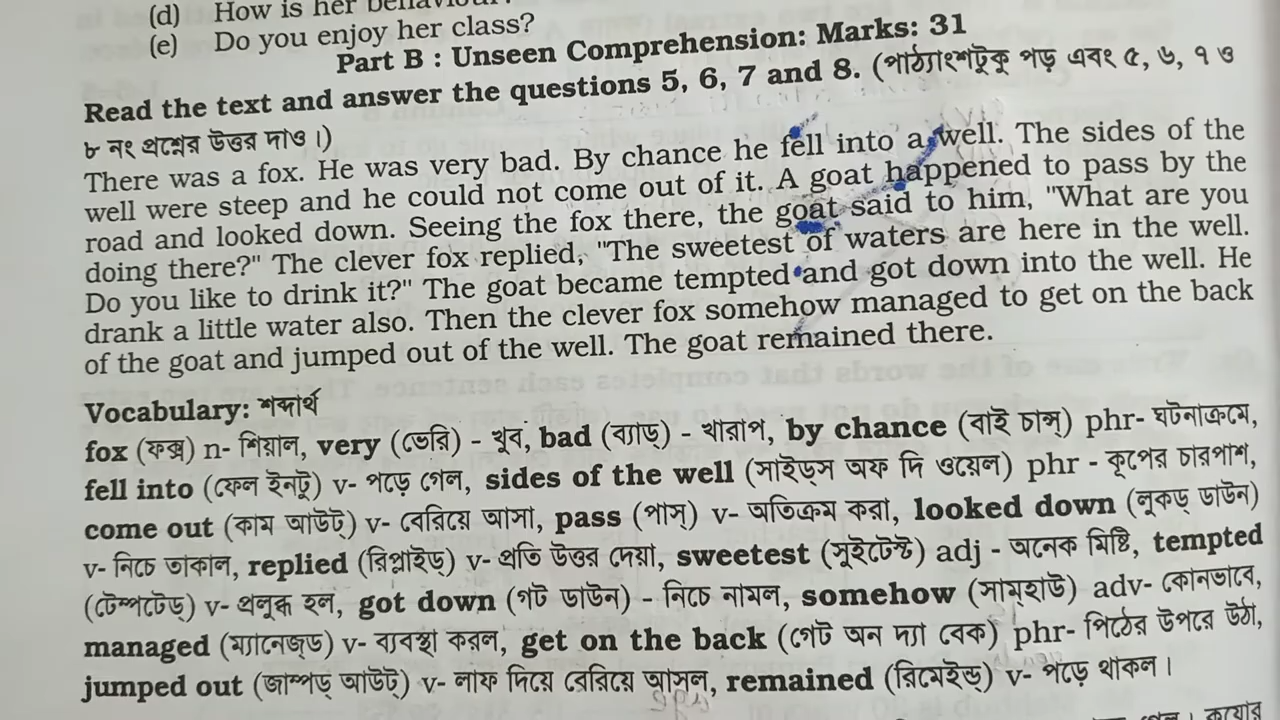 (d) How is her behaviour?
(e) Do you enjoy her class?
Part B : Unseen Comprehension: Marks: 31
Read the text and answer the questions 5, 6, 7 and 8. (পাঠ্যাংশটুকু পড় এবং ৫, ৬, ৭ ও
৮ নং প্রশ্নের উত্তর দাও।)
There was a fox. He was very bad. By chance he fell into a well. The sides of the
well were steep and he could not come out of it. A goat happened to pass by the
road and looked down. Seeing the fox there, the goat said to him, "What are you
doing there?" The clever fox replied, "The sweetest of waters are here in the well.
Do you like to drink it?" The goat became tempted and got down into the well. He
drank a little water also. Then the clever fox somehow managed to get on the back
of the goat and jumped out of the well. The goat remained there.
Vocabulary: শব্দার্থ
fox (ফক্স) n- শিয়াল, very (ভেরি) - খুব, bad (ব্যাড) - খারাপ, by chance (বাই চান্স্) phr- ঘটনাক্রমে,
fell into (ফেল ইনটু) v- পড়ে গেল, sides of the well (সাইড্স অফ দি ওয়েল) phr - কূপের চারপাশ,
come out (কাম আউট্) v- বেরিয়ে আসা, pass (পাস্) v- অতিক্রম করা, looked down (লুকড্ ডাউন)
v- নিচে তাকাল, replied (রিপ্লাইড্) v- প্রতি উত্তর দেয়া, sweetest (সুইটেস্ট) adj - অনেক মিষ্টি, tempted
(টেম্পটেড্) v- প্রলুব্ধ হল, got down (গট ডাউন) - নিচে নামল, somehow (সাম্হাউ) adv- কোনভাবে,
managed (ম্যানেজ্ড) v- ব্যবস্থা করল, get on the back (গেট অন দ্যা বেক) phr- পিঠের উপরে উঠা,
jumped out (জাম্পড্ আউট্) v- লাফ দিয়ে বেরিয়ে আসল, remained (রিমেইন্ড্) v- পড়ে থাকল।